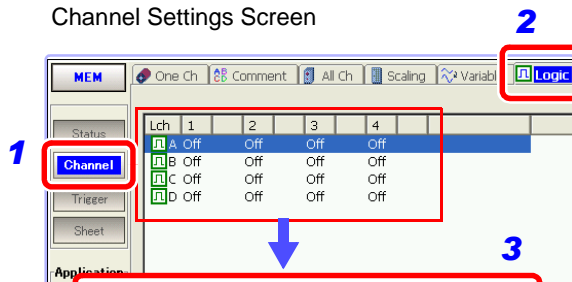 Channel Settings Screen
2
MEM One Ch Comment All Ch Scaling Variabl Logic
Lch 1 2 3 4
Status
A Off Off Off Off
1
Channel
B Off Off Off Off
C Off Off Off Off
Trigger
D Off Off Off Off
Sheet
3
Application